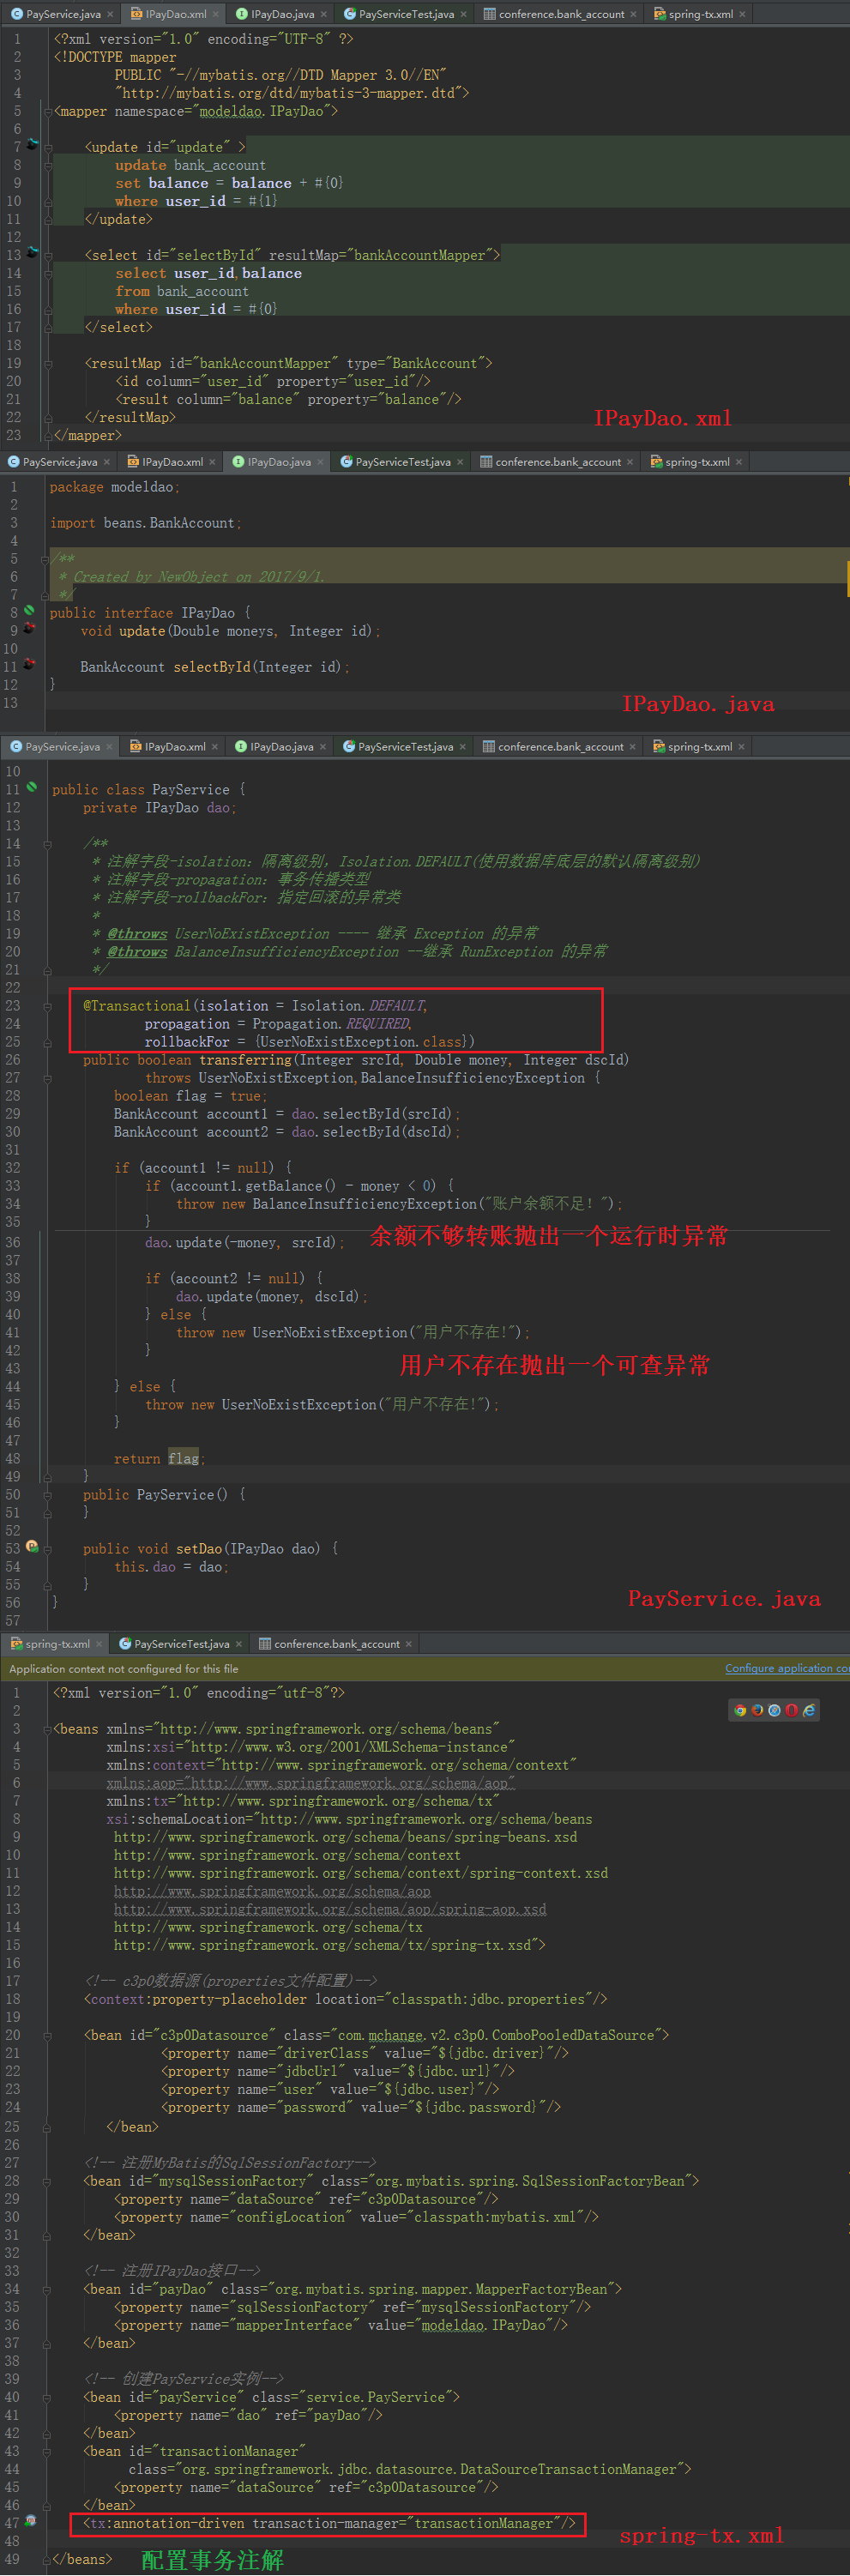 PayService.java × IPayDao.xml × IPayDao.java × PayServiceTest.java × conference.bank_account × spring-tx.xml ×
1 <?xml version="1.0" encoding="UTF-8" ?>
2 <!DOCTYPE mapper
3         PUBLIC "-//mybatis.org//DTD Mapper 3.0//EN"
4         "http://mybatis.org/dtd/mybatis-3-mapper.dtd">
5 <mapper namespace="modeldao.IPayDao">
6
7     <update id="update" >
8         update bank_account
9         set balance = balance + #{0}
10         where user_id = #{1}
11     </update>
12
13     <select id="selectById" resultMap="bankAccountMapper">
14         select user_id,balance
15         from bank_account
16         where user_id = #{0}
17     </select>
18
19     <resultMap id="bankAccountMapper" type="BankAccount">
20         <id column="user_id" property="user_id"/>
21         <result column="balance" property="balance"/>
22     </resultMap>
IPayDao.xml
23 </mapper>
PayService.java × IPayDao.xml × IPayDao.java × PayServiceTest.java × conference.bank_account × spring-tx.xml ×
1 package modeldao;
2
3 import beans.BankAccount;
4
5 /**
6  * Created by NewObject on 2017/9/1.
7  */
8 public interface IPayDao {
9     void update(Double moneys, Integer id);
10
11     BankAccount selectById(Integer id);
12 }
13
IPayDao.java
PayService.java × IPayDao.xml × IPayDao.java × PayServiceTest.java × conference.bank_account × spring-tx.xml ×
10
11 public class PayService {
12     private IPayDao dao;
13
14     /**
15      * 注解字段-isolation: 隔离级别, Isolation.DEFAULT(使用数据库底层的默认隔离级别)
16      * 注解字段-propagation: 事务传播类型
17      * 注解字段-rollbackFor: 指定回滚的异常类
18      *
19      * @throws UserNoExistException ---- 继承 Exception 的异常
20      * @throws BalanceInsufficiencyException --继承 RunException 的异常
21      */
22
23     @Transactional(isolation = Isolation.DEFAULT,
24             propagation = Propagation.REQUIRED,
25             rollbackFor = {UserNoExistException.class})
26     public boolean transferring(Integer srcId, Double money, Integer dscId)
27             throws UserNoExistException,BalanceInsufficiencyException {
28         boolean flag = true;
29         BankAccount account1 = dao.selectById(srcId);
30         BankAccount account2 = dao.selectById(dscId);
31
32         if (account1 != null) {
33             if (account1.getBalance() - money < 0) {
34                 throw new BalanceInsufficiencyException("账户余额不足! ");
35             }
36             dao.update(-money, srcId);
余额不够转账抛出一个运行时异常
37
38             if (account2 != null) {
39                 dao.update(money, dscId);
40             } else {
41                 throw new UserNoExistException("用户不存在!");
42             }
用户不存在抛出一个可查异常
43
44         } else {
45             throw new UserNoExistException("用户不存在!");
46         }
47
48         return flag;
49     }
50     public PayService() {
51     }
52
53     public void setDao(IPayDao dao) {
54         this.dao = dao;
55     }
56 }
PayService.java
57
spring-tx.xml × PayServiceTest.java × conference.bank_account ×
Application context not configured for this file Configure application co
1 <?xml version="1.0" encoding="utf-8"?>
2
3 <beans xmlns="http://www.springframework.org/schema/beans"
4        xmlns:xsi="http://www.w3.org/2001/XMLSchema-instance"
5        xmlns:context="http://www.springframework.org/schema/context"
6        xmlns:aop="http://www.springframework.org/schema/aop"
7        xmlns:tx="http://www.springframework.org/schema/tx"
8        xsi:schemaLocation="http://www.springframework.org/schema/beans
9         http://www.springframework.org/schema/beans/spring-beans.xsd
10         http://www.springframework.org/schema/context
11         http://www.springframework.org/schema/context/spring-context.xsd
12         http://www.springframework.org/schema/aop
13         http://www.springframework.org/schema/aop/spring-aop.xsd
14         http://www.springframework.org/schema/tx
15         http://www.springframework.org/schema/tx/spring-tx.xsd">
16
17     <!-- c3p0数据源(properties文件配置)-->
18     <context:property-placeholder location="classpath:jdbc.properties"/>
19
20     <bean id="c3p0Datasource" class="com.mchange.v2.c3p0.ComboPooledDataSource">
21               <property name="driverClass" value="${jdbc.driver}"/>
22               <property name="jdbcUrl" value="${jdbc.url}"/>
23               <property name="user" value="${jdbc.user}"/>
24               <property name="password" value="${jdbc.password}"/>
25        </bean>
26
27     <!-- 注册MyBatis的SqlSessionFactory-->
28     <bean id="mysqlSessionFactory" class="org.mybatis.spring.SqlSessionFactoryBean">
29         <property name="dataSource" ref="c3p0Datasource"/>
30         <property name="configLocation" value="classpath:mybatis.xml"/>
31     </bean>
32
33     <!-- 注册IPayDao接口-->
34     <bean id="payDao" class="org.mybatis.spring.mapper.MapperFactoryBean">
35         <property name="sqlSessionFactory" ref="mysqlSessionFactory"/>
36         <property name="mapperInterface" value="modeldao.IPayDao"/>
37     </bean>
38
39     <!-- 创建PayService实例-->
40     <bean id="payService" class="service.PayService">
41         <property name="dao" ref="payDao"/>
42     </bean>
43     <bean id="transactionManager"
44           class="org.springframework.jdbc.datasource.DataSourceTransactionManager">
45         <property name="dataSource" ref="c3p0Datasource"/>
46     </bean>
47     <tx:annotation-driven transaction-manager="transactionManager"/>
spring-tx.xml
48
49 </beans>
配置事务注解